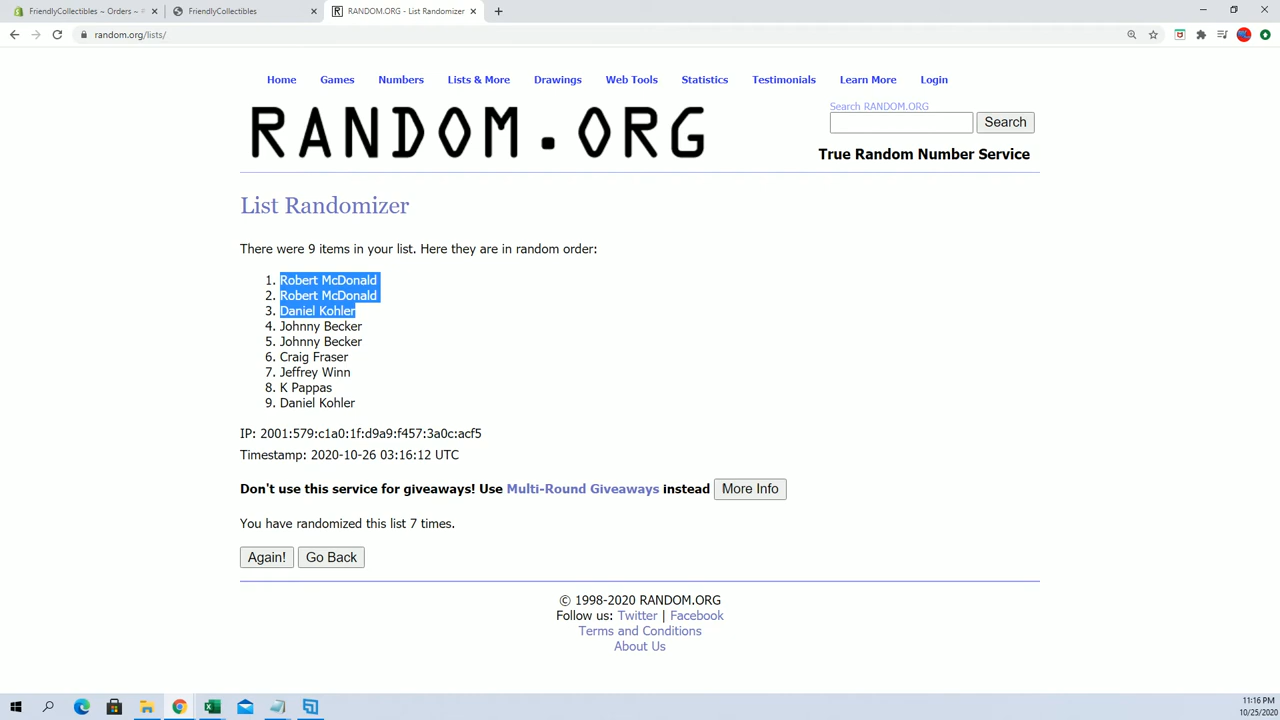 FriendlyCollectibles ~ Orders ~
FriendlyCollectibles
RANDOM.ORG - List Randomizer
random.org/lists/
Home Games Numbers Lists & More Drawings Web Tools Statistics Testimonials Learn More Login
RANDOM.ORG
Search RANDOM.ORG
Search
True Random Number Service
List Randomizer
There were 9 items in your list. Here they are in random order:
1. Robert McDonald
2. Robert McDonald
3. Daniel Kohler
4. Johnny Becker
5. Johnny Becker
6. Craig Fraser
7. Jeffrey Winn
8. K Pappas
9. Daniel Kohler
IP: 2001:579:c1a0:1f:d9a9:f457:3a0c:acf5
Timestamp: 2020-10-26 03:16:12 UTC
Don't use this service for giveaways! Use Multi-Round Giveaways instead More Info
You have randomized this list 7 times.
Again! Go Back
© 1998-2020 RANDOM.ORG
Follow us: Twitter | Facebook
Terms and Conditions
About Us
11:16 PM
10/25/2020